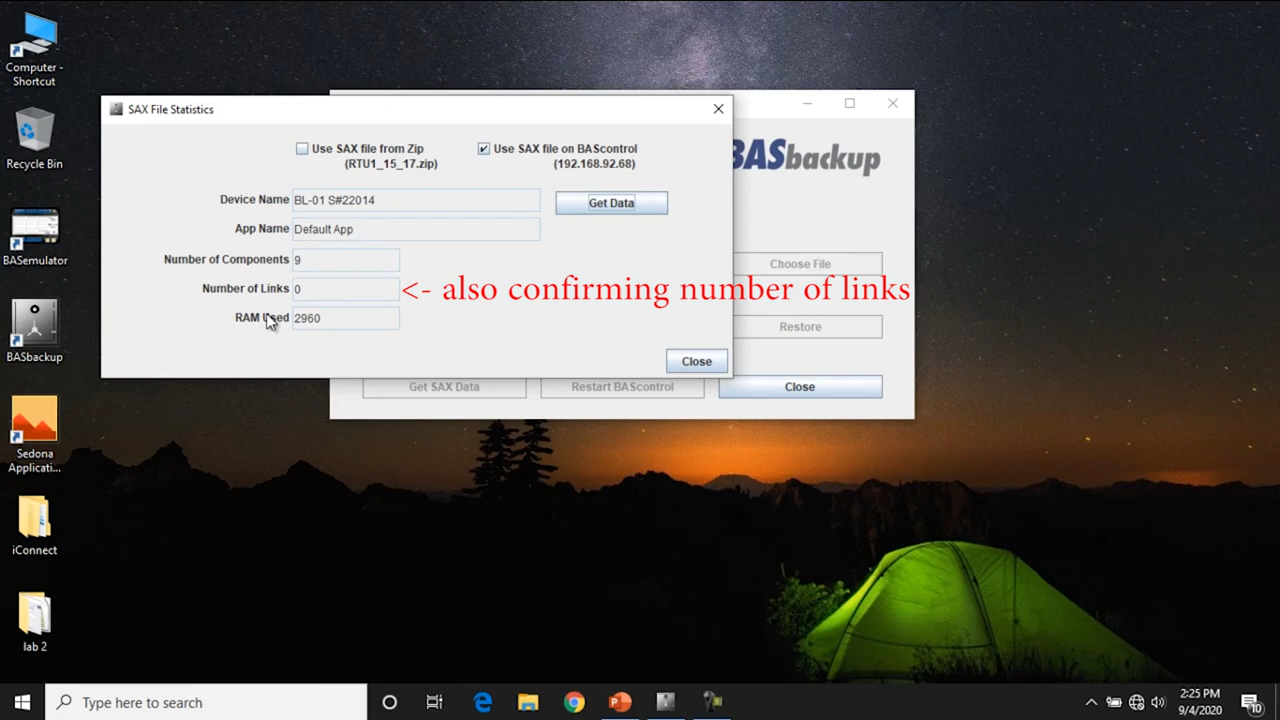 Computer -
Shortcut
Recycle Bin
BASemulator
BASbackup
Sedona
Applicati...
iConnect
lab 2
SAX File Statistics
Use SAX file from Zip
(RTU1_15_17.zip)
Use SAX file on BAScontrol
(192.168.92.68)
Device Name BL-01 S#22014
Get Data
App Name Default App
Number of Components 9
Number of Links 0
<- also confirming number of links
RAM Used 2960
Close
BASbackup
Choose File
Restore
Get SAX Data
Restart BAScontrol
Close
Type here to search
2:25 PM
9/4/2020
10